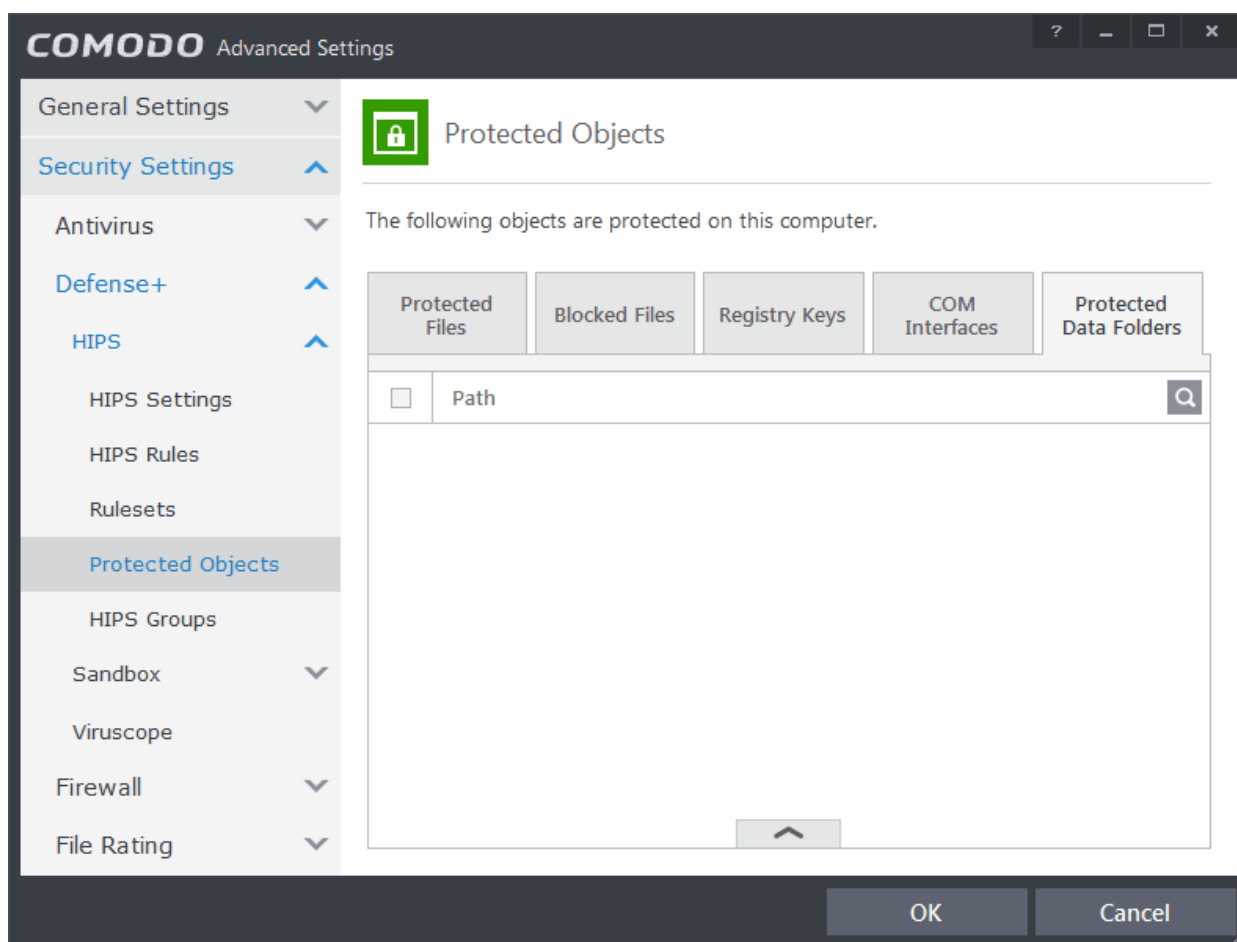 COMODO Advanced Settings
?
General Settings
Security Settings
Antivirus
Defense+
HIPS
HIPS Settings
HIPS Rules
Rulesets
Protected Objects
HIPS Groups
Sandbox
Viruscope
Firewall
File Rating
Protected Objects
The following objects are protected on this computer.
Protected
Files
Blocked Files
Registry Keys
COM
Interfaces
Protected
Data Folders
Path
OK
Cancel